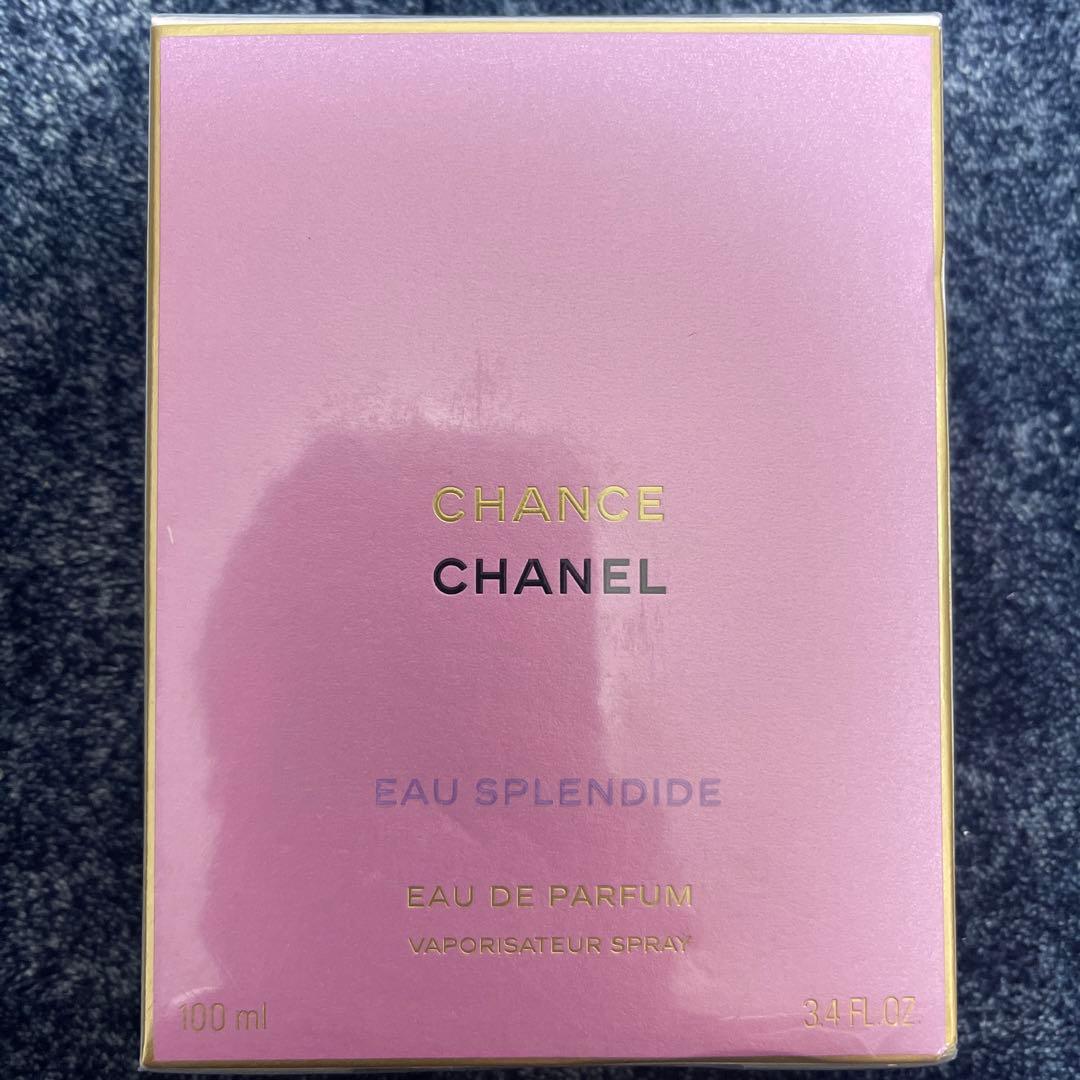 CHANCE
CHANEL
EAU SPLENDIDE
EAU DE PARFUM
VAPORISATEUR SPRAY
100 ml
3.4 FL.OZ.